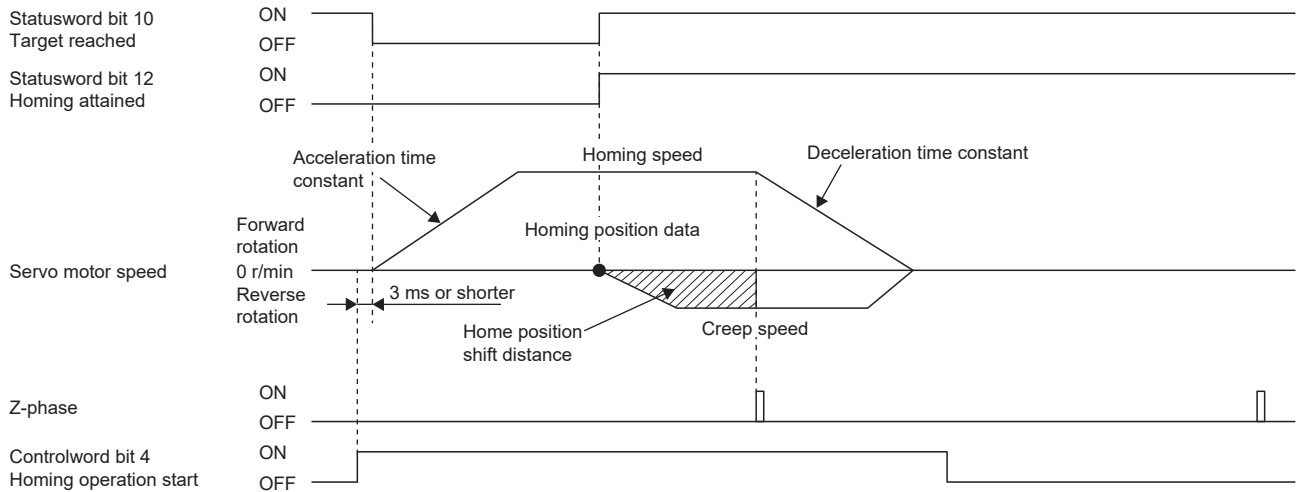 Statusword bit 10
Target reached
ON
OFF
Statusword bit 12
Homing attained
ON
OFF
Acceleration time
constant
Homing speed
Deceleration time constant
Forward
rotation
Homing position data
Servo motor speed
0 r/min
Reverse
rotation
3 ms or shorter
Home position
shift distance
Creep speed
Z-phase
ON
OFF
Controlword bit 4
Homing operation start
ON
OFF